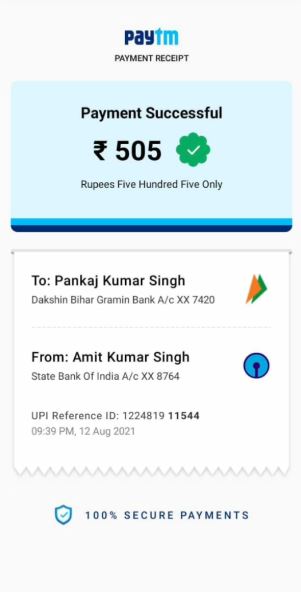 paytm
PAYMENT RECEIPT
Payment Successful
₹ 505
Rupees Five Hundred Five Only
To: Pankaj Kumar Singh
Dakshin Bihar Gramin Bank A/c XX 7420
From: Amit Kumar Singh
State Bank Of India A/c XX 8764
UPI Reference ID: 1224819 11544
09:39 PM, 12 Aug 2021
100% SECURE PAYMENTS